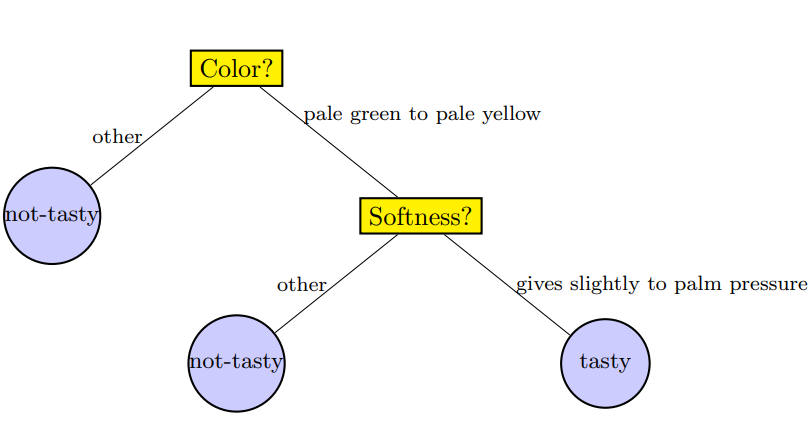 Color?
other
pale green to pale yellow
not-tasty
Softness?
other
gives slightly to palm pressure
not-tasty
tasty